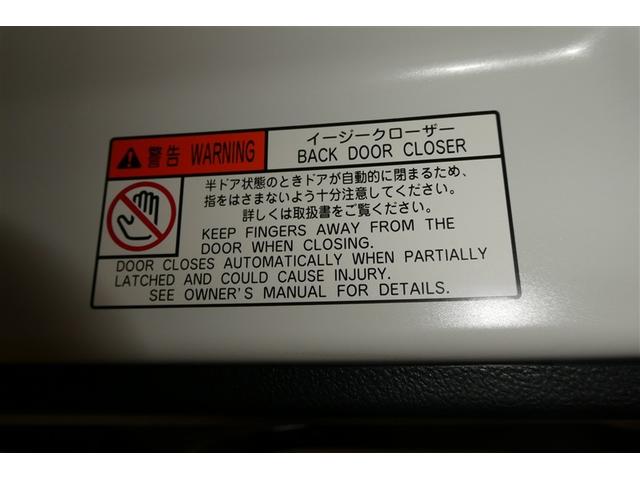 警告 WARNING
イージークローザー
BACK DOOR CLOSER
半ドア状態のときドアが自動的に閉まるため、
指をはさまないよう十分注意してください。
詳しくは取扱書をご覧ください。
KEEP FINGERS AWAY FROM THE
DOOR WHEN CLOSING.
DOOR CLOSES AUTOMATICALLY WHEN PARTIALLY
LATCHED AND COULD CAUSE INJURY.
SEE OWNER'S MANUAL FOR DETAILS.